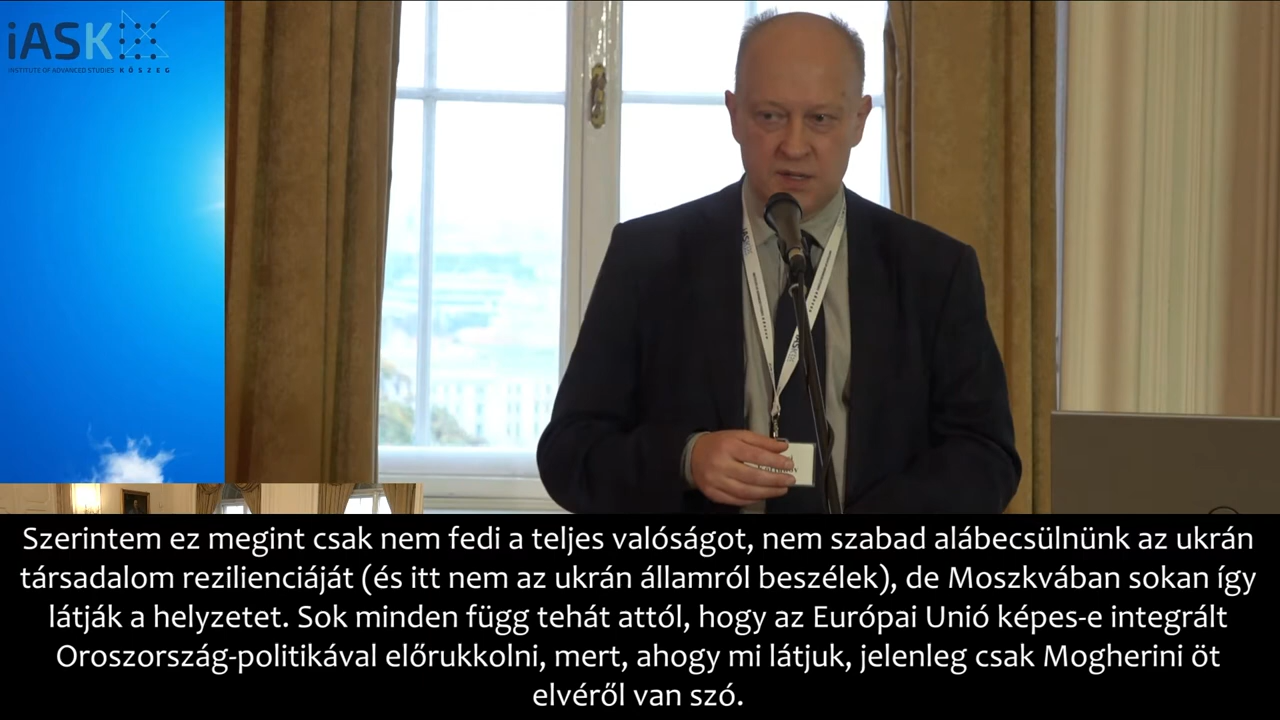 iASK
INSTITUTE OF ADVANCED STUDIES KŐSZEG
Szerintem ez megint csak nem fedi a teljes valóságot, nem szabad alábecsülnünk az ukrán
társadalom rezilienciáját (és itt nem az ukrán államról beszélek), de Moszkvában sokan így
látják a helyzetet. Sok minden függ tehát attól, hogy az Európai Unió képes-e integrált
Oroszország-politikával előrukkolni, mert, ahogy mi látjuk, jelenleg csak Mogherini öt
elvéről van szó.